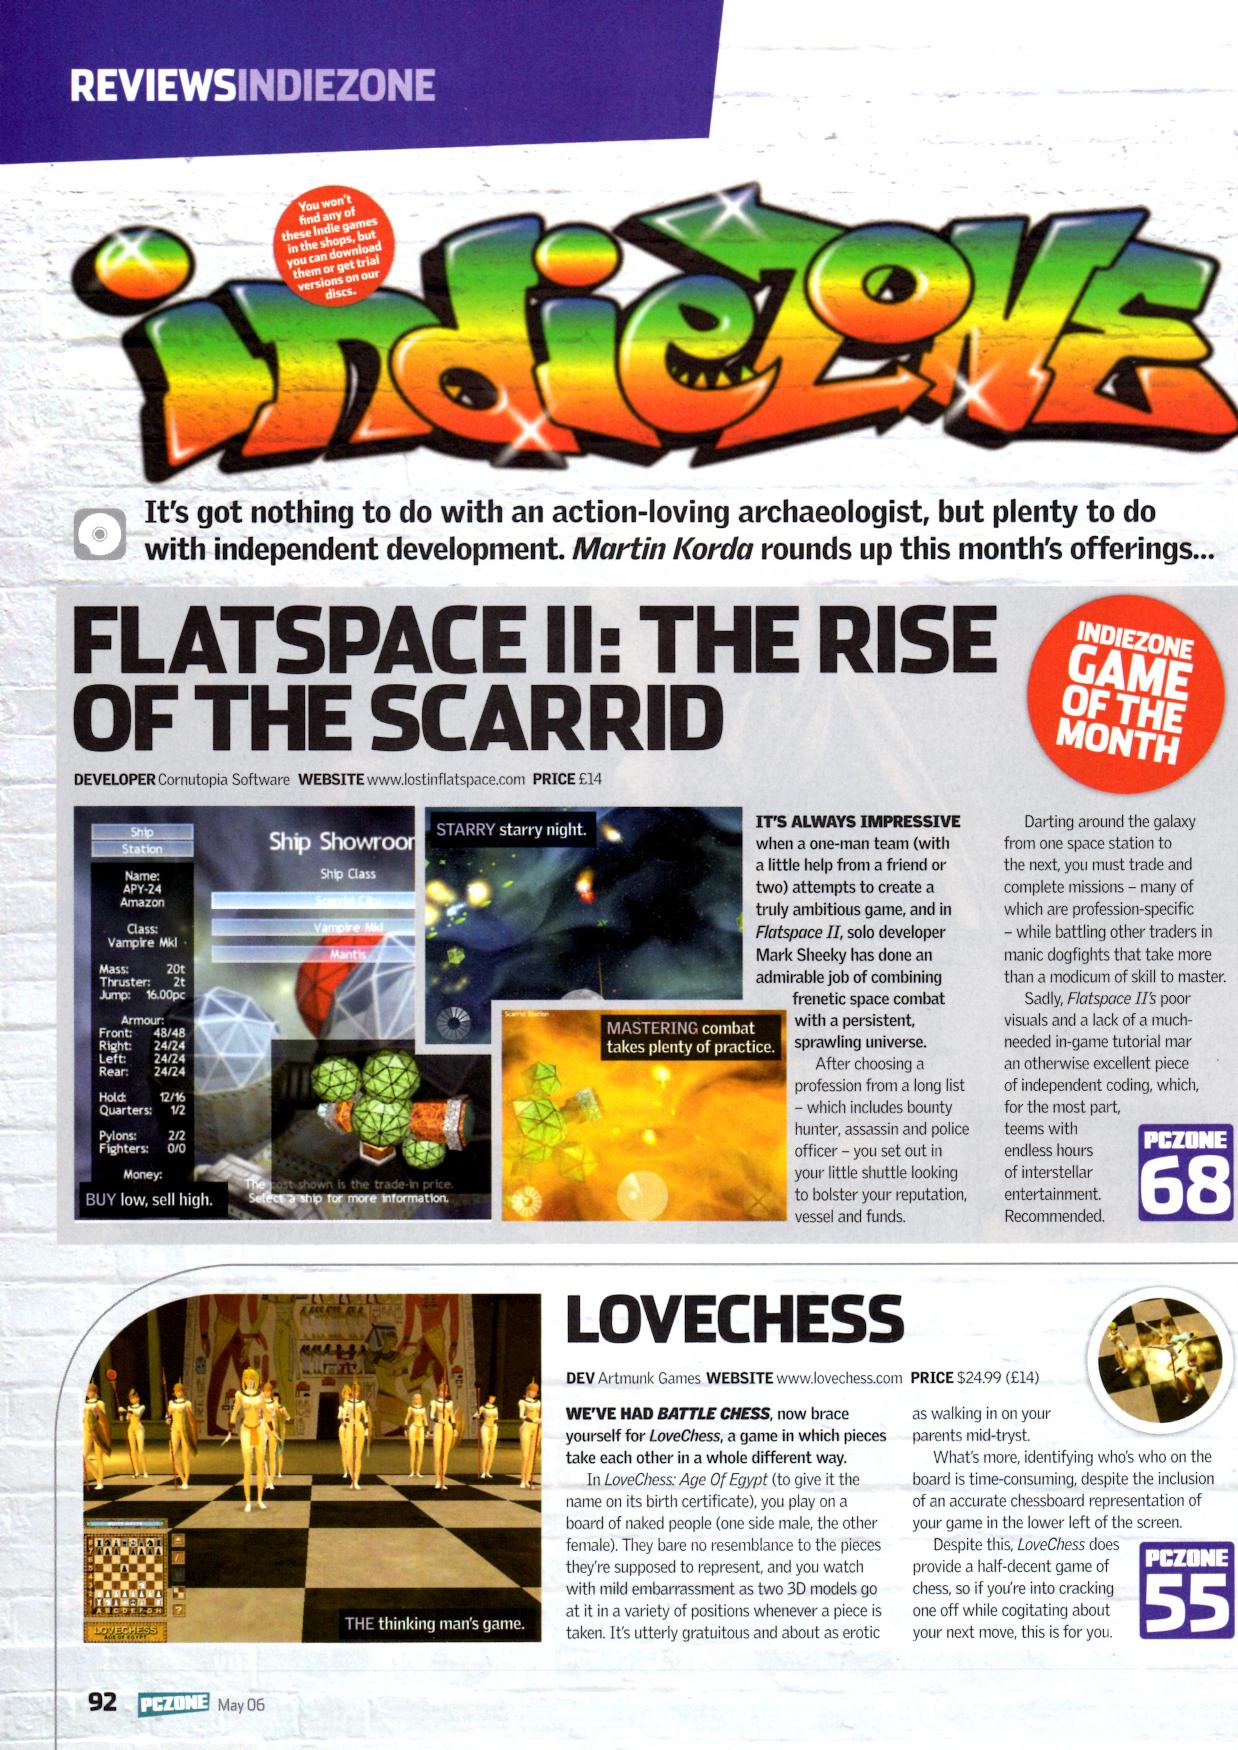 REVIEWSINDIEZONE
You won't
find any of
these Indie games
in the shops, but
you can download
them or get trial
versions on our
discs.
indiezone
It's got nothing to do with an action-loving archaeologist, but plenty to do
with independent development. Martin Korda rounds up this month's offerings...
FLATSPACE II: THE RISE
OF THE SCARRID
INDIEZONE
GAME
OF THE
MONTH
DEVELOPER Cornutopia Software WEBSITE www.lostinflatspace.com PRICE £14
Ship
Station
Name:
APY-24
Amazon
Class:
Vampire MkI
Mass: 20t
Thruster: 2t
Jump: 16.00pc
Armour:
Front: 48/48
Right: 24/24
Left: 24/24
Rear: 24/24
Hold: 12/16
Quarters: 1/2
Pylons: 2/2
Fighters: 0/0
Money:
Ship Showroor
Ship Class
Scarrid City
Vampire MkI
Mantis
The cost shown is the trade-in price.
Select a ship for more information.
BUY low, sell high.
STARRY starry night.
Scarrid Station
MASTERING combat
takes plenty of practice.
IT'S ALWAYS IMPRESSIVE
when a one-man team (with
a little help from a friend or
two) attempts to create a
truly ambitious game, and in
Flatspace II, solo developer
Mark Sheeky has done an
admirable job of combining
frenetic space combat
with a persistent,
sprawling universe.
After choosing a
profession from a long list
– which includes bounty
hunter, assassin and police
officer – you set out in
your little shuttle looking
to bolster your reputation,
vessel and funds.
Darting around the galaxy
from one space station to
the next, you must trade and
complete missions – many of
which are profession-specific
– while battling other traders in
manic dogfights that take more
than a modicum of skill to master.
Sadly, Flatspace II's poor
visuals and a lack of a much-
needed in-game tutorial mar
an otherwise excellent piece
of independent coding, which,
for the most part,
teems with
endless hours
of interstellar
entertainment.
Recommended.
PCZONE
68
LOVECHESS
DEV Artmunk Games WEBSITE www.lovechess.com PRICE $24.99 (£14)
WE'VE HAD BATTLE CHESS, now brace
yourself for LoveChess, a game in which pieces
take each other in a whole different way.
In LoveChess: Age Of Egypt (to give it the
name on its birth certificate), you play on a
board of naked people (one side male, the other
female). They bare no resemblance to the pieces
they're supposed to represent, and you watch
with mild embarrassment as two 3D models go
at it in a variety of positions whenever a piece is
taken. It's utterly gratuitous and about as erotic
as walking in on your
parents mid-tryst.
What's more, identifying who's who on the
board is time-consuming, despite the inclusion
of an accurate chessboard representation of
your game in the lower left of the screen.
Despite this, LoveChess does
provide a half-decent game of
chess, so if you're into cracking
one off while cogitating about
your next move, this is for you.
PCZONE
55
ABCDEFGH
LOVECHESS
AGE OF EGYPT
THE thinking man's game.
92 PCZONE May 06